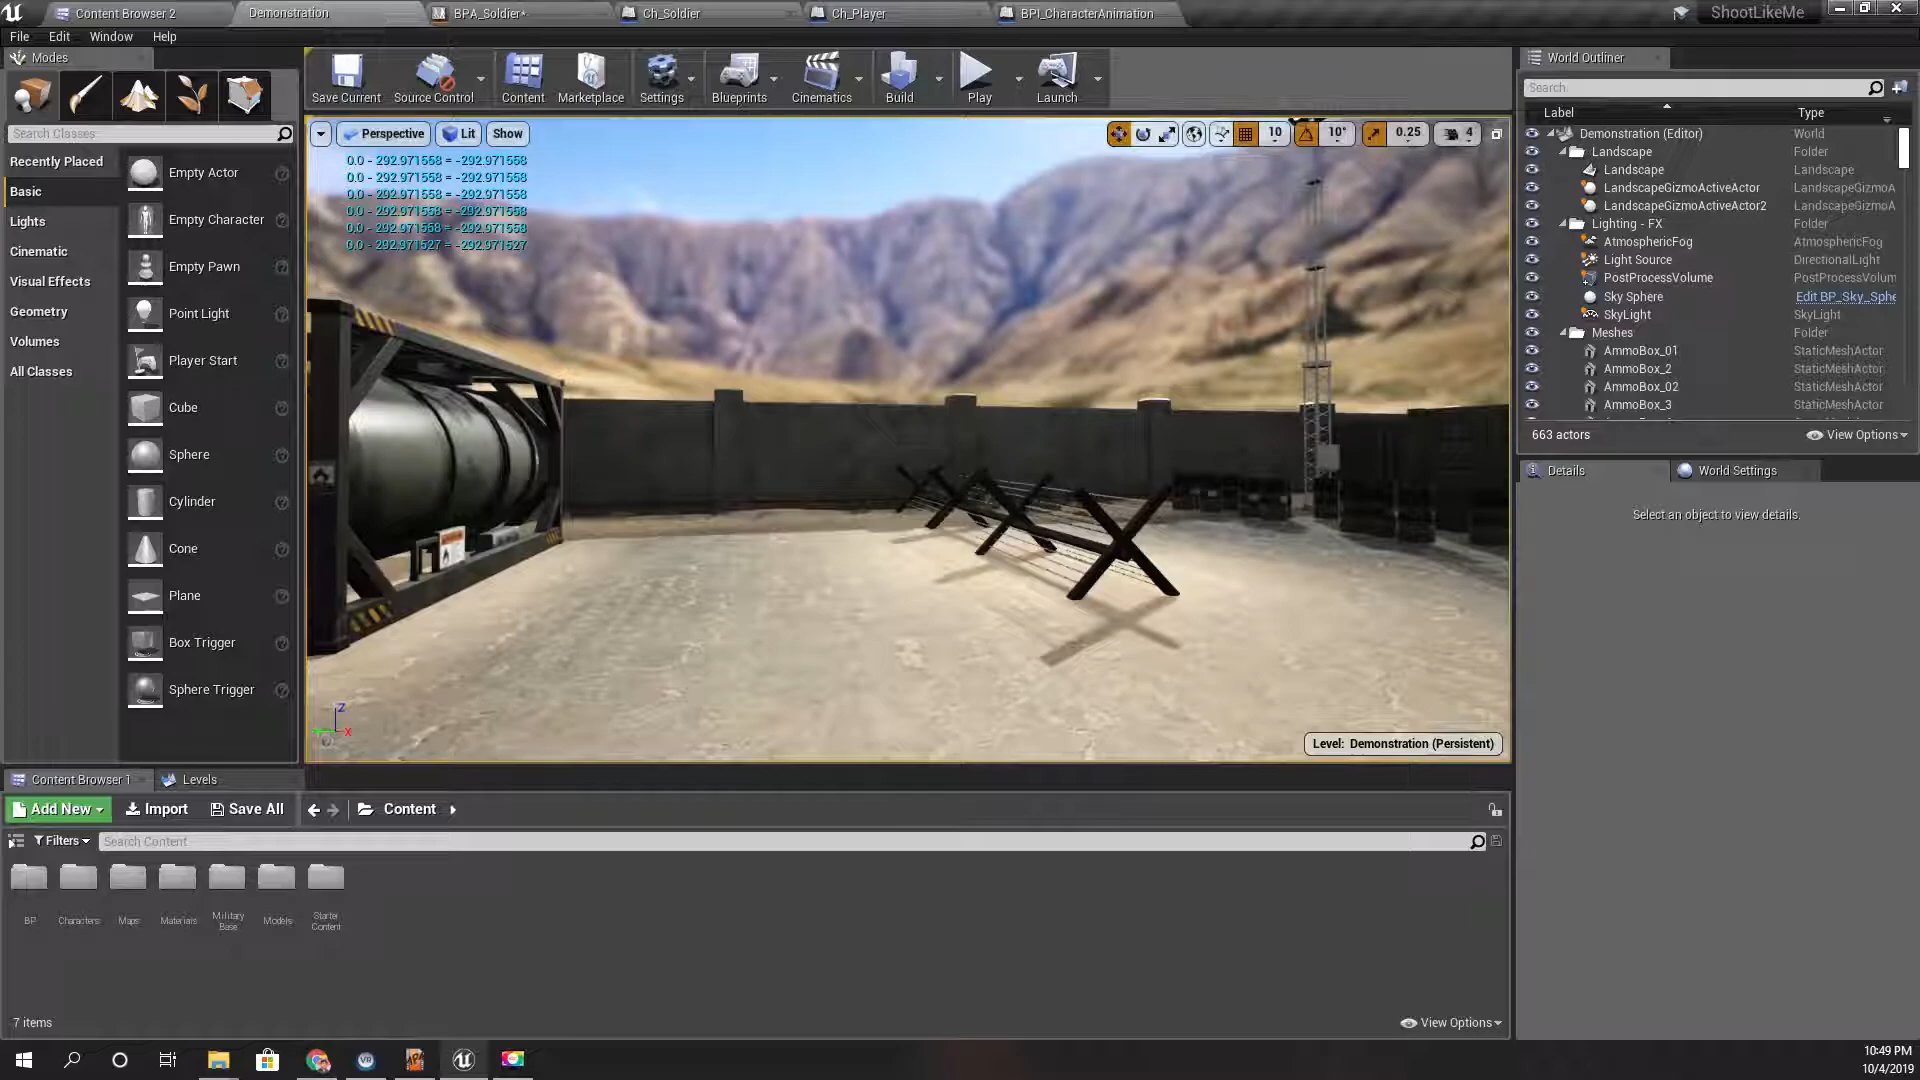 Content Browser 2
Demonstration
BPA_Soldier*
Ch_Soldier
Ch_Player
BPI_CharacterAnimation
ShootLikeMe
File Edit Window Help
Modes
Search Classes
Recently Placed
Basic
Lights
Cinematic
Visual Effects
Geometry
Volumes
All Classes
Empty Actor
Empty Character
Empty Pawn
Point Light
Player Start
Cube
Sphere
Cylinder
Cone
Plane
Box Trigger
Sphere Trigger
Save Current
Source Control
Content
Marketplace
Settings
Blueprints
Cinematics
Build
Play
Launch
Perspective
Lit
Show
10
10°
0.25
4
0.0 - 292.971558 = -292.971558
0.0 - 292.971558 = -292.971558
0.0 - 292.971558 = -292.971558
0.0 - 292.971558 = -292.971558
0.0 - 292.971558 = -292.971558
0.0 - 292.971527 = -292.971527
Z
X
Level: Demonstration (Persistent)
World Outliner
Search
Label Type
Demonstration (Editor) World
Landscape Folder
Landscape Landscape
LandscapeGizmoActiveActor LandscapeGizmoA
LandscapeGizmoActiveActor2 LandscapeGizmoA
Lighting - FX Folder
AtmosphericFog AtmosphericFog
Light Source DirectionalLight
PostProcessVolume PostProcessVolum
Sky Sphere Edit BP_Sky_Sphe
SkyLight SkyLight
Meshes Folder
AmmoBox_01 StaticMeshActor
AmmoBox_2 StaticMeshActor
AmmoBox_02 StaticMeshActor
AmmoBox_3 StaticMeshActor
663 actors
View Options
Details
World Settings
Select an object to view details.
Content Browser 1
Levels
Add New
Import
Save All
Content
Filters
Search Content
BP
Characters
Maps
Materials
Military
Base
Models
Starter
Content
7 items
View Options
10:49 PM
10/4/2019